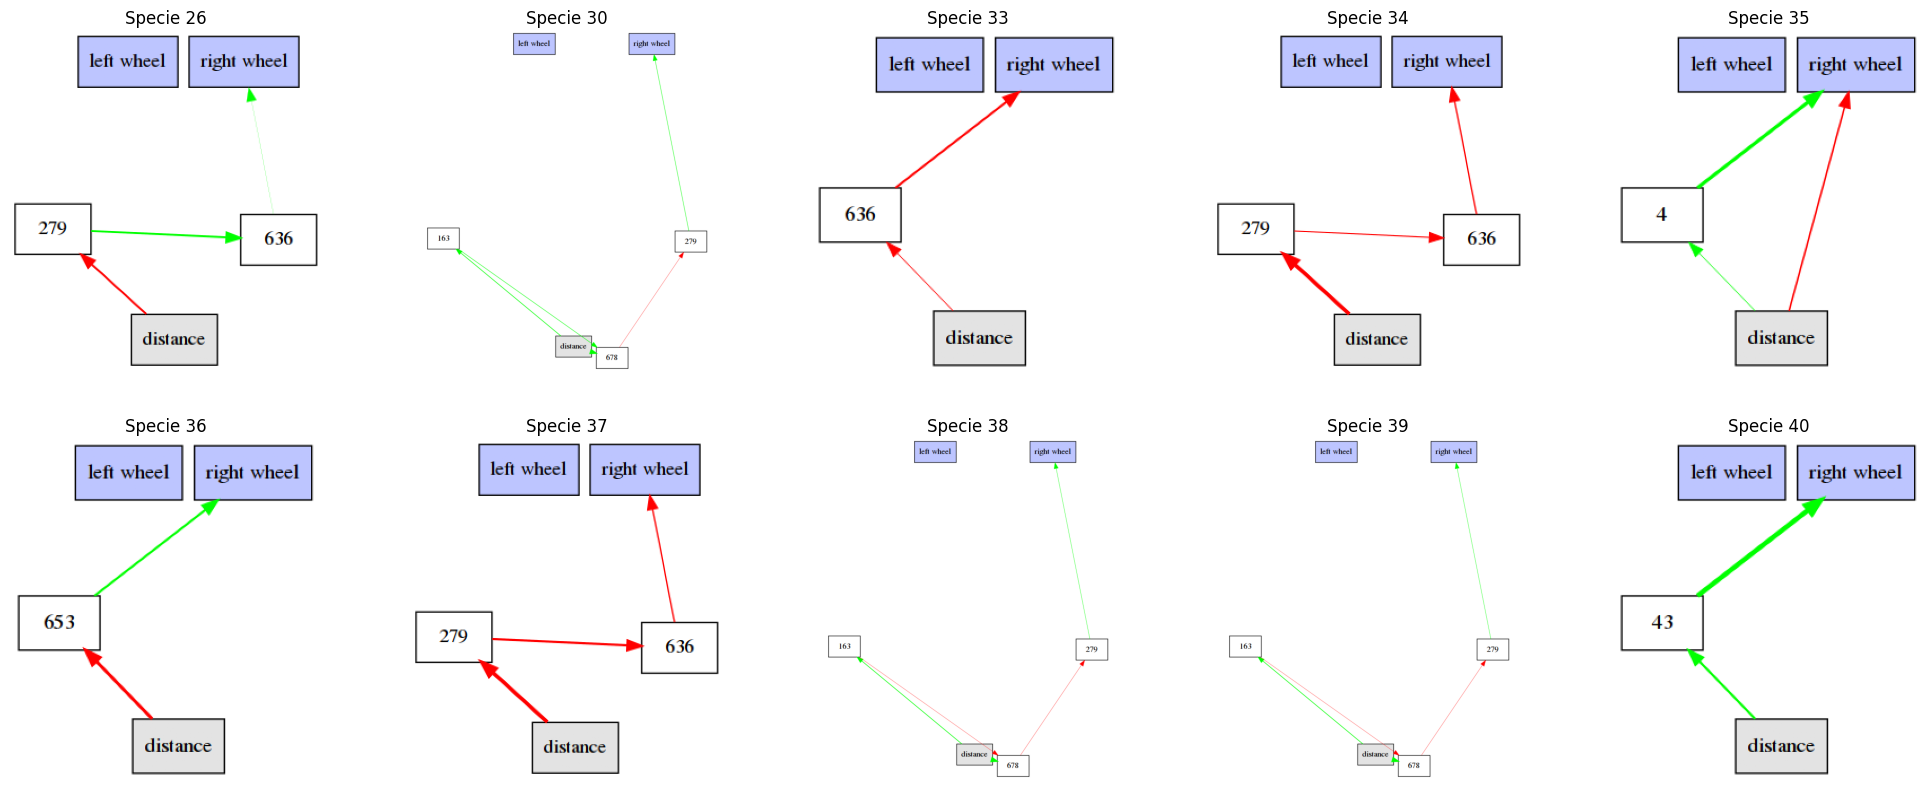 Specie 26
left wheel
right wheel
279
636
distance
Specie 30
left wheel
right wheel
163
279
distance
678
Specie 33
left wheel
right wheel
636
distance
Specie 34
left wheel
right wheel
279
636
distance
Specie 35
left wheel
right wheel
4
distance
Specie 36
left wheel
right wheel
653
distance
Specie 37
left wheel
right wheel
279
636
distance
Specie 38
left wheel
right wheel
163
279
distance
678
Specie 39
left wheel
right wheel
163
279
distance
678
Specie 40
left wheel
right wheel
43
distance